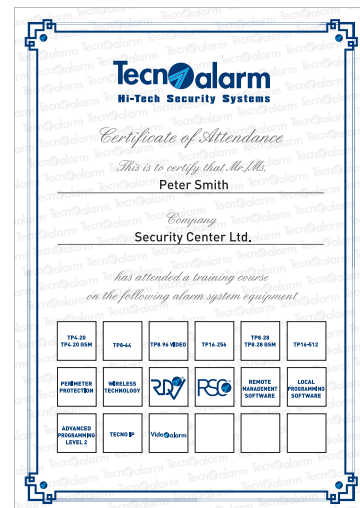 Tecnoalarm
Hi-Tech Security Systems
Certificate of Attendance
This is to certify that Mr./Ms.
Peter Smith
Company
Security Center Ltd.
has attended a training course
on the following alarm system equipment
TP4-20
TP4-20 GSM
TP8-64
TP8-96 VIDEO
TP16-256
TP8-28
TP8-28 GSM
TP16-512
PERIMETER
PROTECTION
WIRELESS
TECHNOLOGY
RDV
RSC
REMOTE
MANAGEMENT
SOFTWARE
LOCAL
PROGRAMMING
SOFTWARE
ADVANCED
PROGRAMMING
LEVEL 2
TECNO IP
Videoalarm